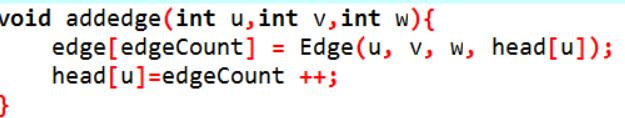 void addedge(int u,int v,int w){
    edge[edgeCount] = Edge(u, v, w, head[u]);
    head[u]=edgeCount ++;
}